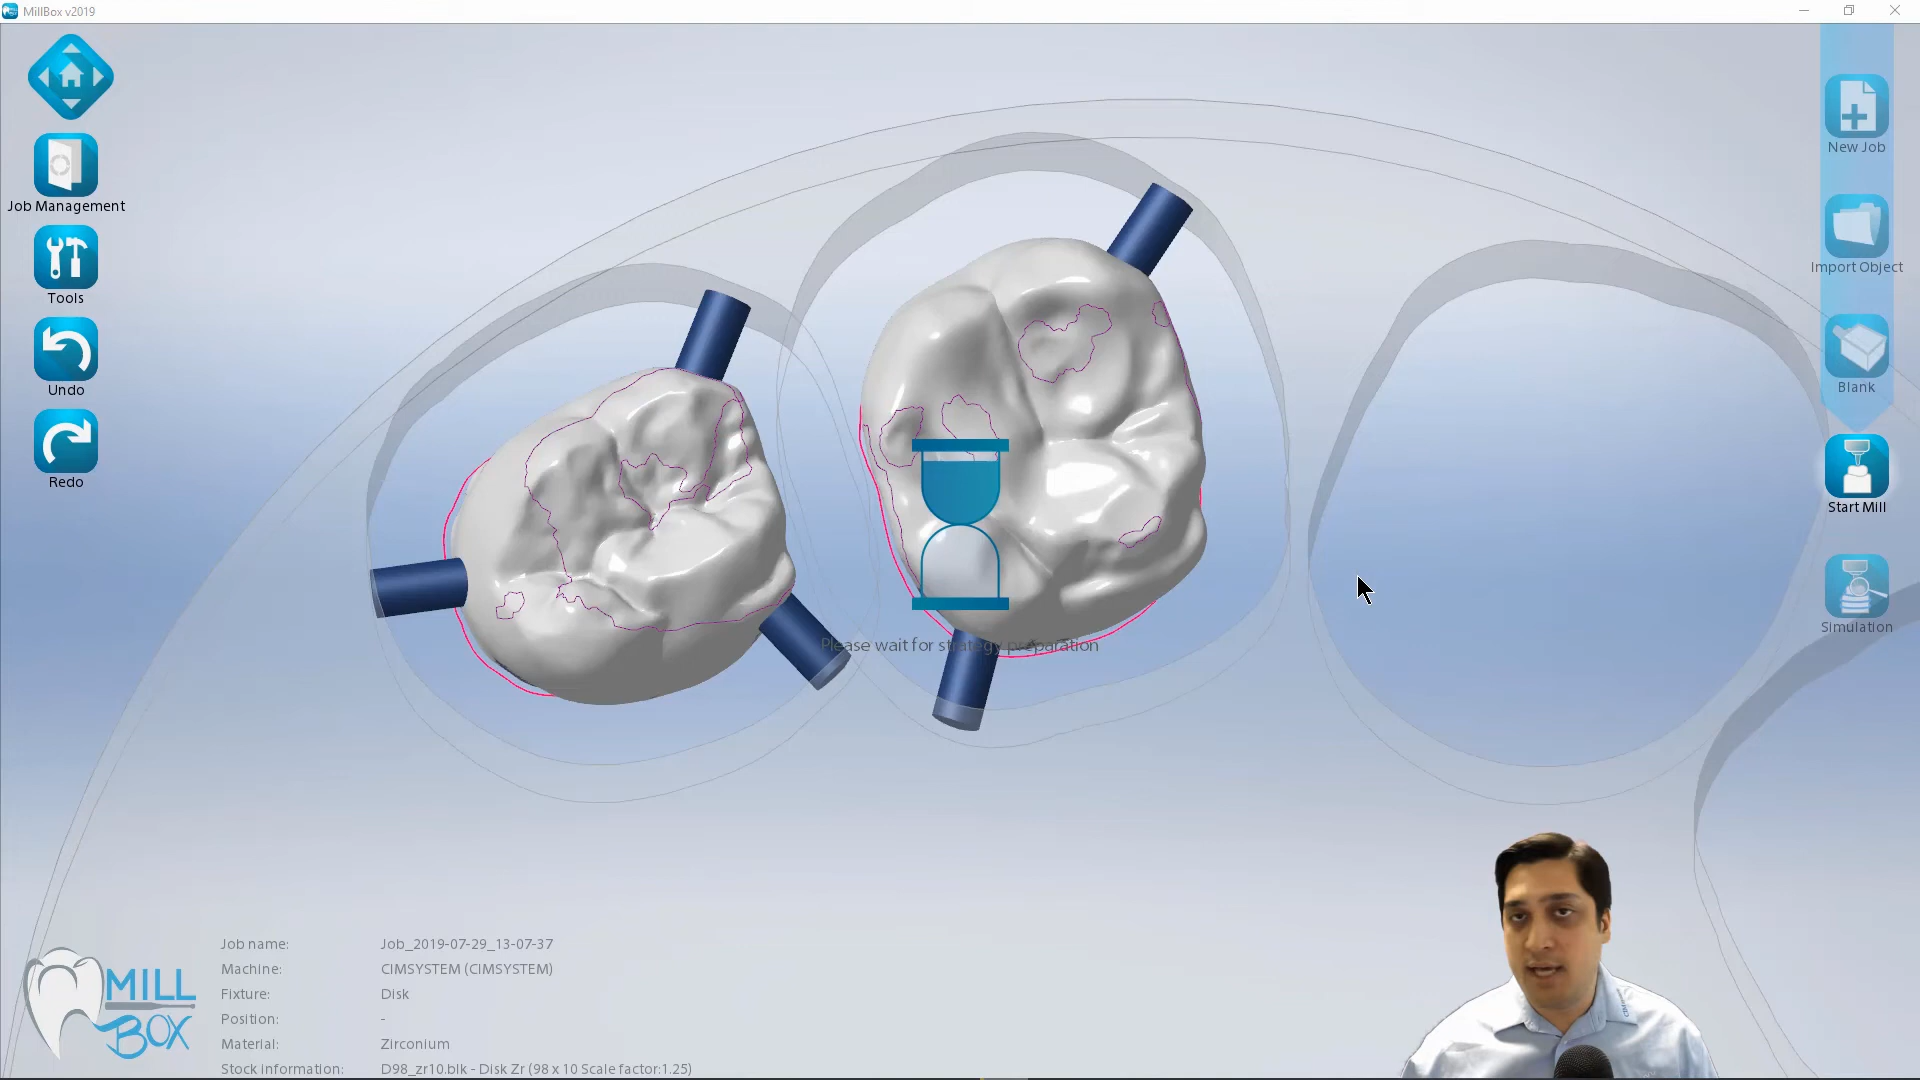 MillBox v2019
Job Management
Tools
Undo
Redo
New Job
Import Object
Blank
Start Mill
Simulation
Please wait for strategy preparation
MILL
BOX
Job name: Job_2019-07-29_13-07-37
Machine: CIMSYSTEM (CIMSYSTEM)
Fixture: Disk
Position: -
Material: Zirconium
Stock information: D98_zr10.blk - Disk Zr (98 x 10 Scale factor:1.25)